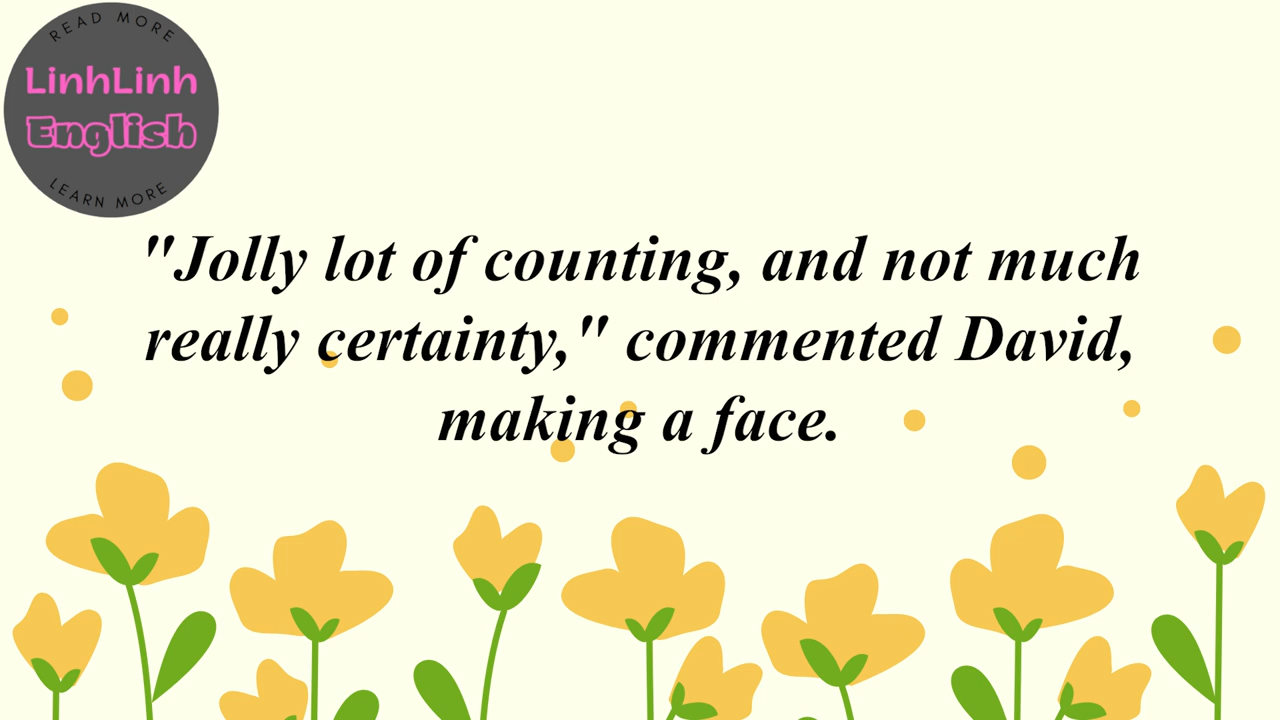 READ MORE
LinhLinh
English
LEARN MORE
"Jolly lot of counting, and not much
really certainty," commented David,
making a face.